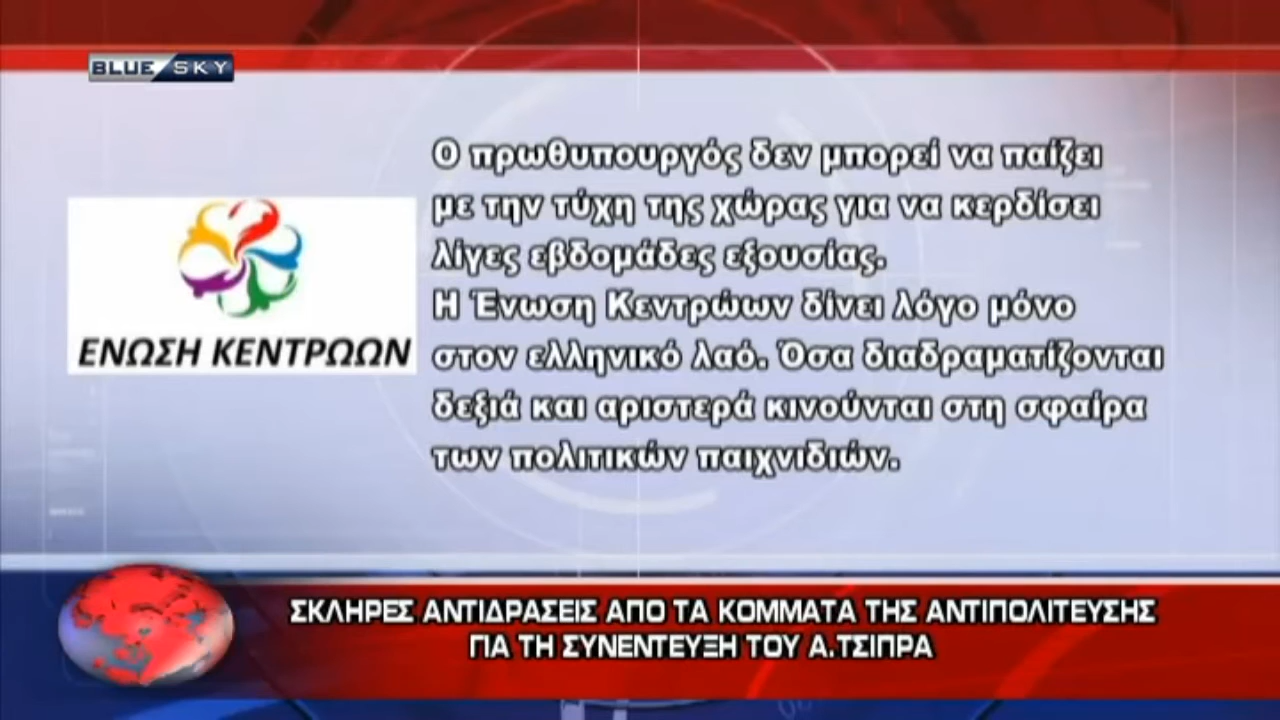 BLUE SKY
Ο πρωθυπουργός δεν μπορεί να παίζει
με την τύχη της χώρας για να κερδίσει
λίγες εβδομάδες εξουσίας.
Η Ένωση Κεντρώων δίνει λόγο μόνο
στον ελληνικό λαό. Όσα διαδραματίζονται
δεξιά και αριστερά κινούνται στη σφαίρα
των πολιτικών παιχνιδιών.
ΕΝΩΣΗ ΚΕΝΤΡΩΩΝ
ΣΚΛΗΡΕΣ ΑΝΤΙΔΡΑΣΕΙΣ ΑΠΟ ΤΑ ΚΟΜΜΑΤΑ ΤΗΣ ΑΝΤΙΠΟΛΙΤΕΥΣΗΣ
ΓΙΑ ΤΗ ΣΥΝΕΝΤΕΥΞΗ ΤΟΥ Α.ΤΣΙΠΡΑ